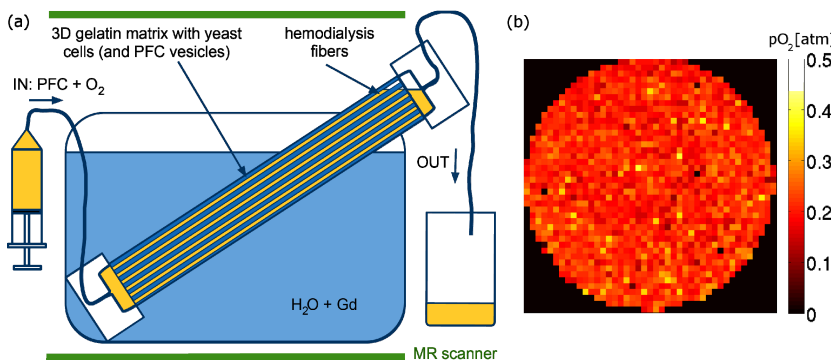 (a)
3D gelatin matrix with yeast
cells (and PFC vesicles)
hemodialysis
fibers
IN: PFC + O2
OUT
H2O + Gd
MR scanner
(b)
pO2[atm]
0.5
0.4
0.3
0.2
0.1
0